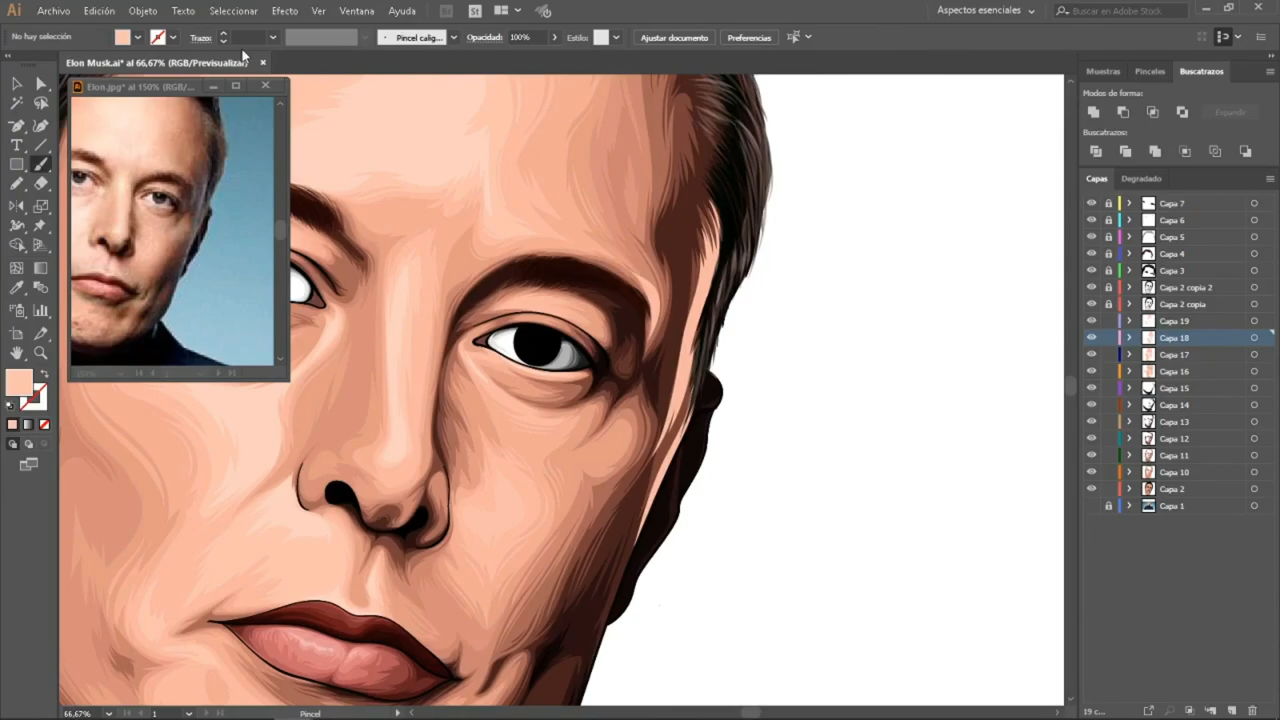 Ai Archivo Edición Objeto Texto Seleccionar Efecto Ver Ventana Ayuda Br St Aspectos esenciales Buscar en Adobe Stock
No hay selección Trazo: Pincel calig... Opacidad: 100% Estilo: Ajustar documento Preferencias
Elon Musk.ai* al 66,67% (RGB/Previsualizar)
Elon.jpg* al 150% (RGB/...
150% 1
Muestras Pinceles Buscatrazos
Modos de forma:
Expandir
Buscatrazos:
Capas Degradado
Capa 7
Capa 6
Capa 5
Capa 4
Capa 3
Capa 2 copia 2
Capa 2 copia
Capa 19
Capa 18
Capa 17
Capa 16
Capa 15
Capa 14
Capa 13
Capa 12
Capa 11
Capa 10
Capa 2
Capa 1
66,67% 1 Pincel 19 c...